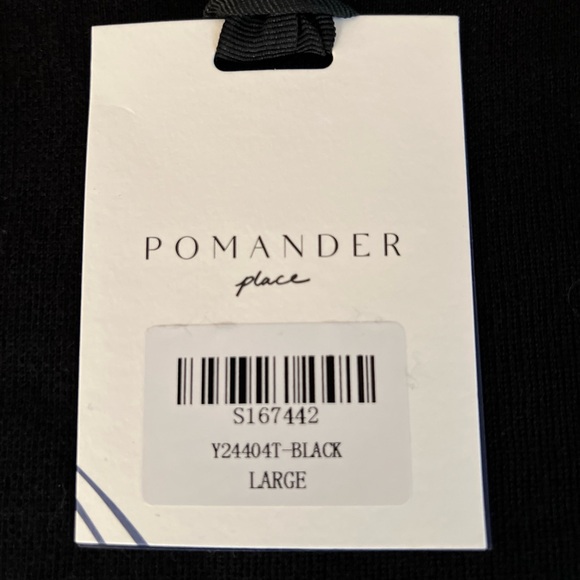 POMANDER
place
S167442
Y24404T-BLACK
LARGE